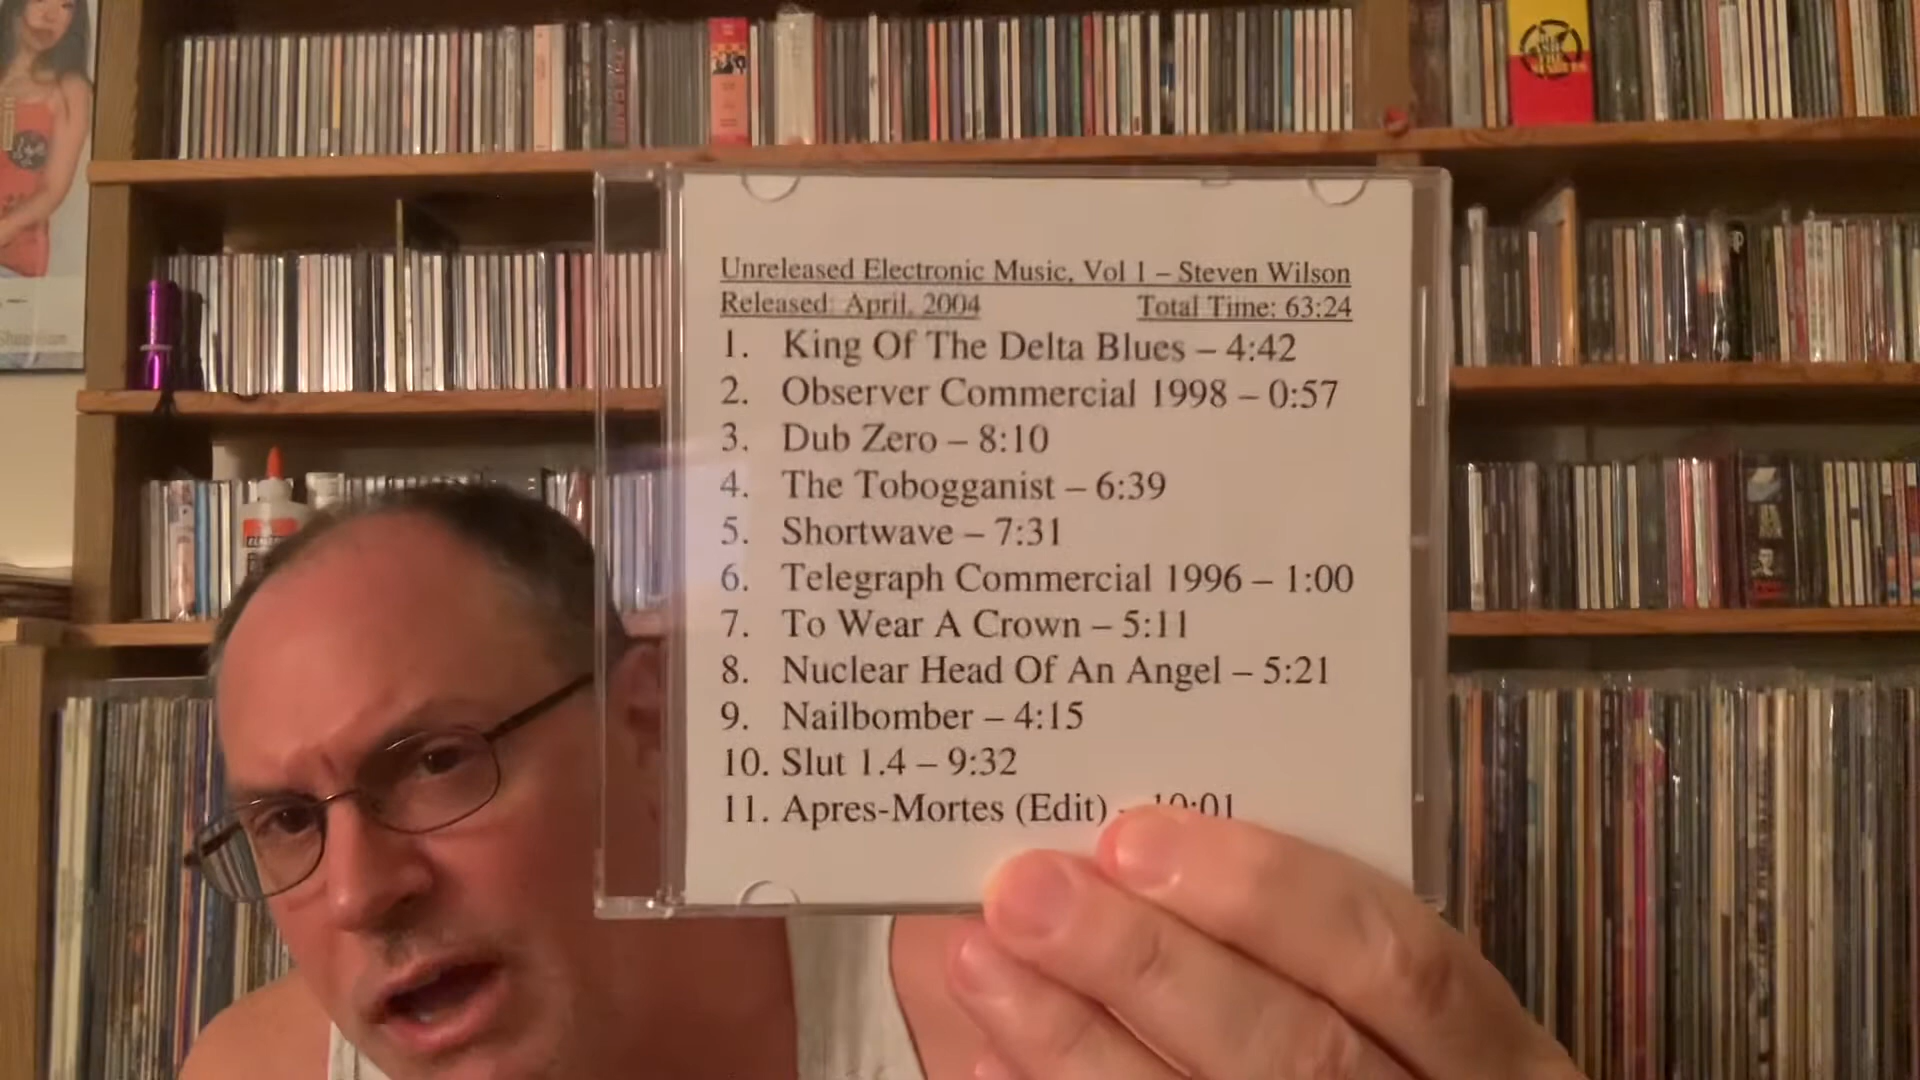 Unreleased Electronic Music, Vol 1 – Steven Wilson
Released: April, 2004 Total Time: 63:24
1. King Of The Delta Blues – 4:42
2. Observer Commercial 1998 – 0:57
3. Dub Zero – 8:10
4. The Tobogganist – 6:39
5. Shortwave – 7:31
6. Telegraph Commercial 1996 – 1:00
7. To Wear A Crown – 5:11
8. Nuclear Head Of An Angel – 5:21
9. Nailbomber – 4:15
10. Slut 1.4 – 9:32
11. Apres-Mortes (Edit) – 10:01